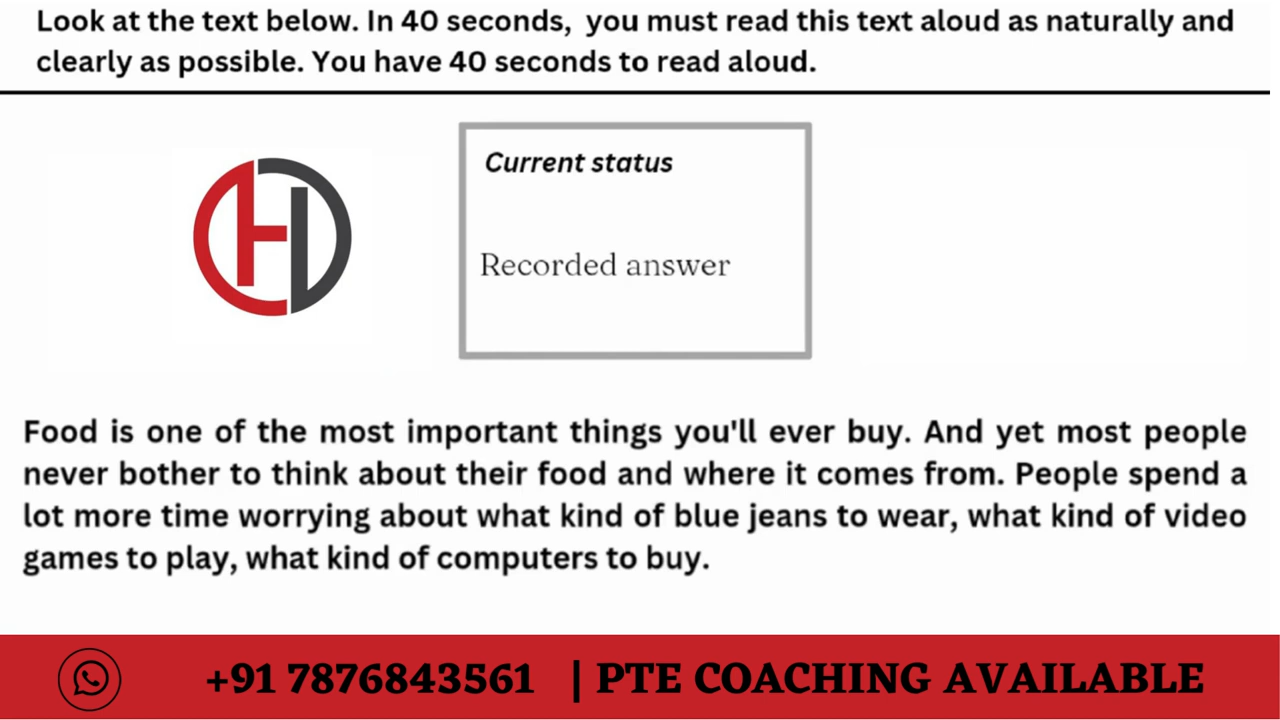 Look at the text below. In 40 seconds, you must read this text aloud as naturally and
clearly as possible. You have 40 seconds to read aloud.
Current status
Recorded answer
Food is one of the most important things you'll ever buy. And yet most people
never bother to think about their food and where it comes from. People spend a
lot more time worrying about what kind of blue jeans to wear, what kind of video
games to play, what kind of computers to buy.
+91 7876843561 | PTE COACHING AVAILABLE